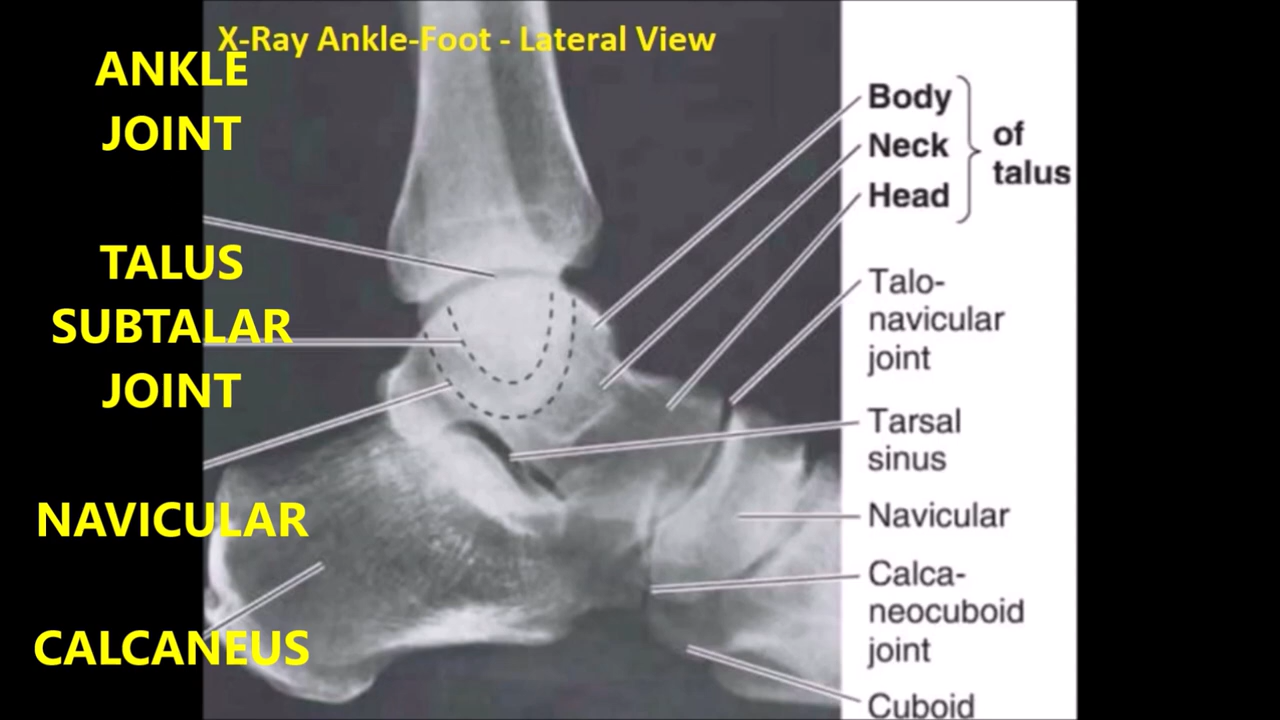 X-Ray Ankle-Foot - Lateral View
ANKLE
JOINT
TALUS
SUBTALAR
JOINT
NAVICULAR
CALCANEUS
Body
Neck
Head
of
talus
Talo-
navicular
joint
Tarsal
sinus
Navicular
Calca-
neocuboid
joint
Cuboid